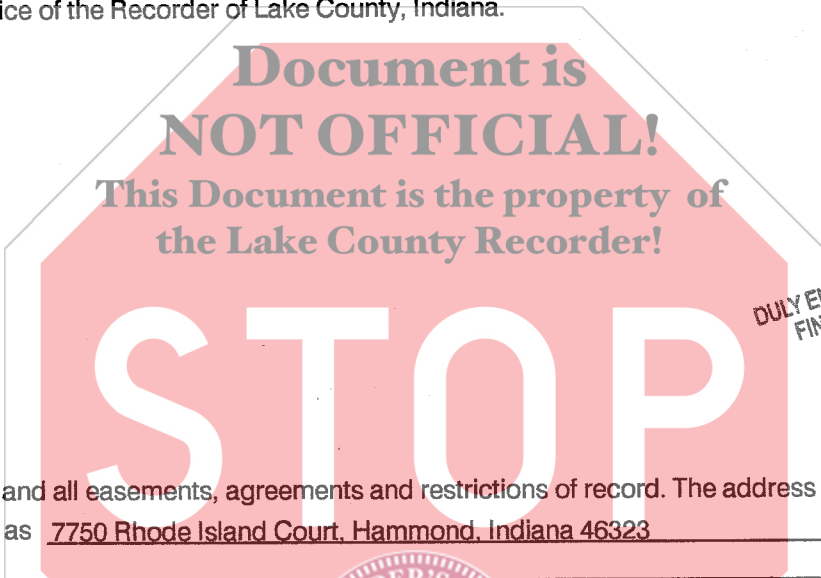 ice of the Recorder of Lake County, Indiana.
Document is
NOT OFFICIAL!
This Document is the property of
the Lake County Recorder!
DULY
STOP
and all easements, agreements and restrictions of record. The address
as 7750 Rhode Island Court, Hammond, Indiana 46323